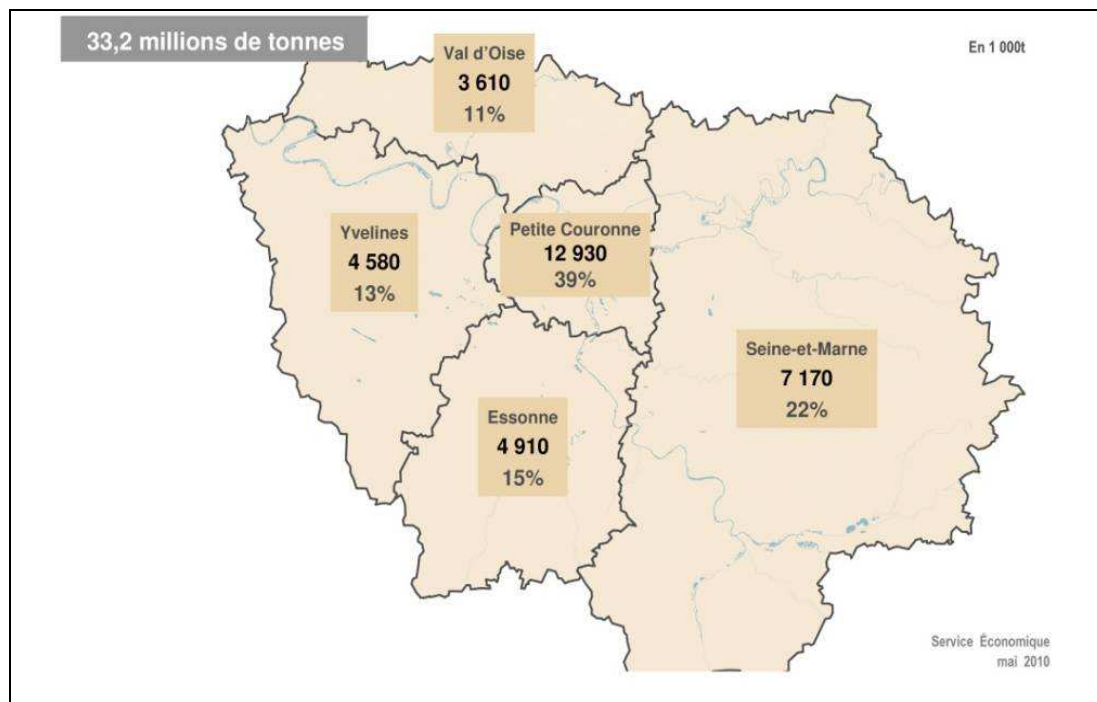 33,2 millions de tonnes
En 1 000t
Val d'Oise
3 610
11%
Yvelines
4 580
13%
Petite Couronne
12 930
39%
Seine-et-Marne
7 170
22%
Essonne
4 910
15%
Service Économique
mai 2010